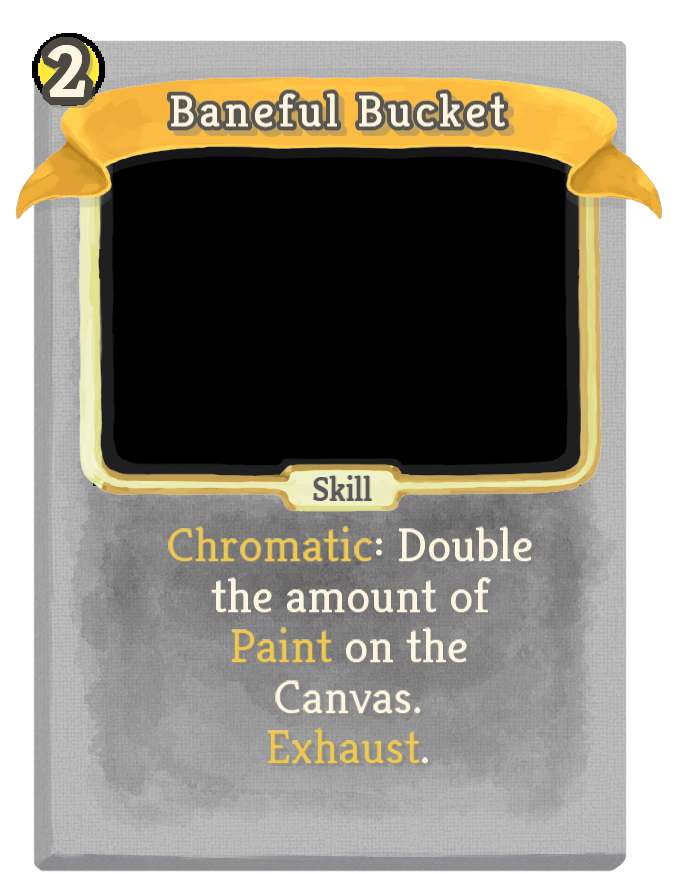 2
Baneful Bucket
Skill
Chromatic: Double
the amount of
Paint on the
Canvas.
Exhaust.